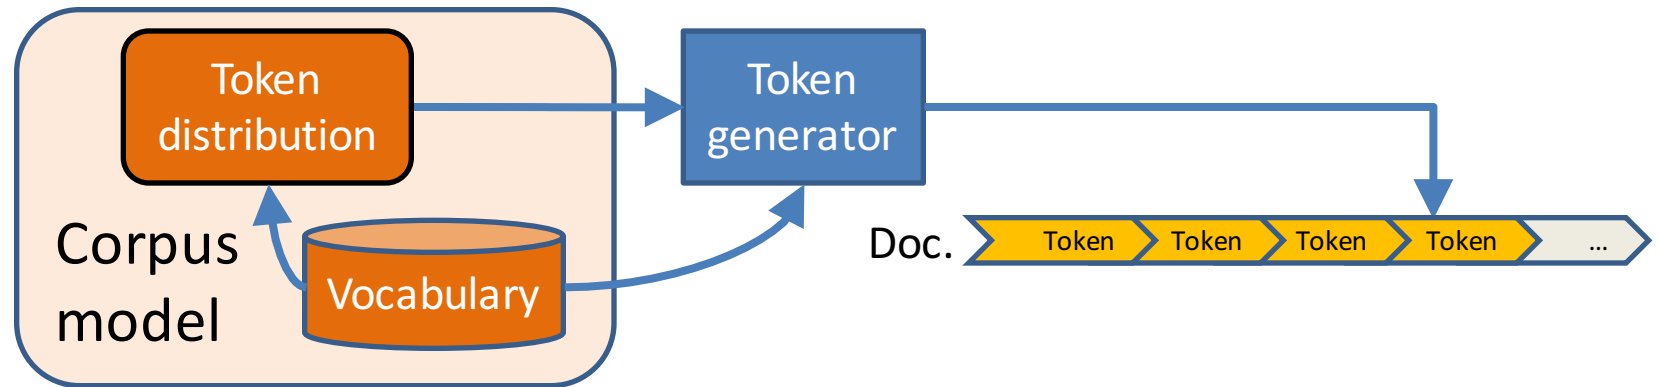 Token
distribution
Token
generator
Corpus
model
Vocabulary
Doc.
Token
Token
Token
Token
...